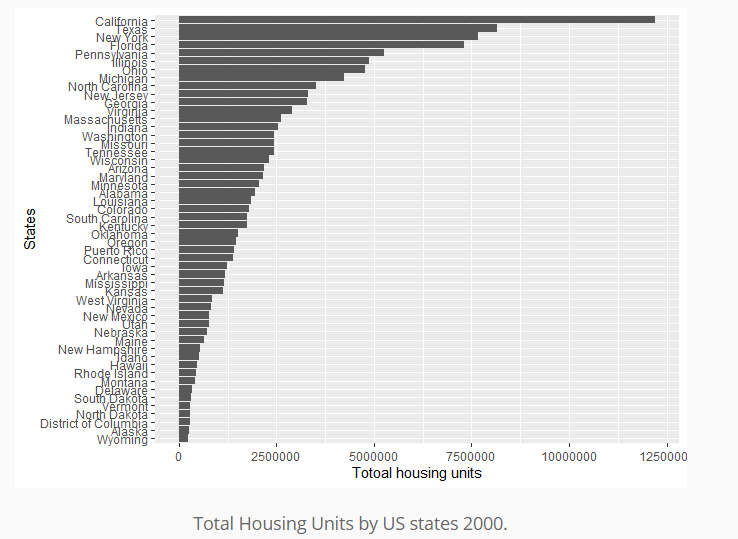 California
Texas
New York
Florida
Pennsylvania
Illinois
Ohio
Michigan
North Carolina
New Jersey
Georgia
Virginia
Massachusetts
Indiana
Washington
Missouri
Tennessee
Wisconsin
Arizona
Maryland
Minnesota
Alabama
Louisiana
Colorado
South Carolina
Kentucky
Oklahoma
Oregon
Puerto Rico
Connecticut
Iowa
Arkansas
Mississippi
Kansas
West Virginia
Nevada
New Mexico
Utah
Nebraska
Maine
New Hampshire
Idaho
Hawaii
Rhode Island
Montana
Delaware
South Dakota
Vermont
North Dakota
District of Columbia
Alaska
Wyoming
States
0 2500000 5000000 7500000 10000000 1250000
Totoal housing units
Total Housing Units by US states 2000.